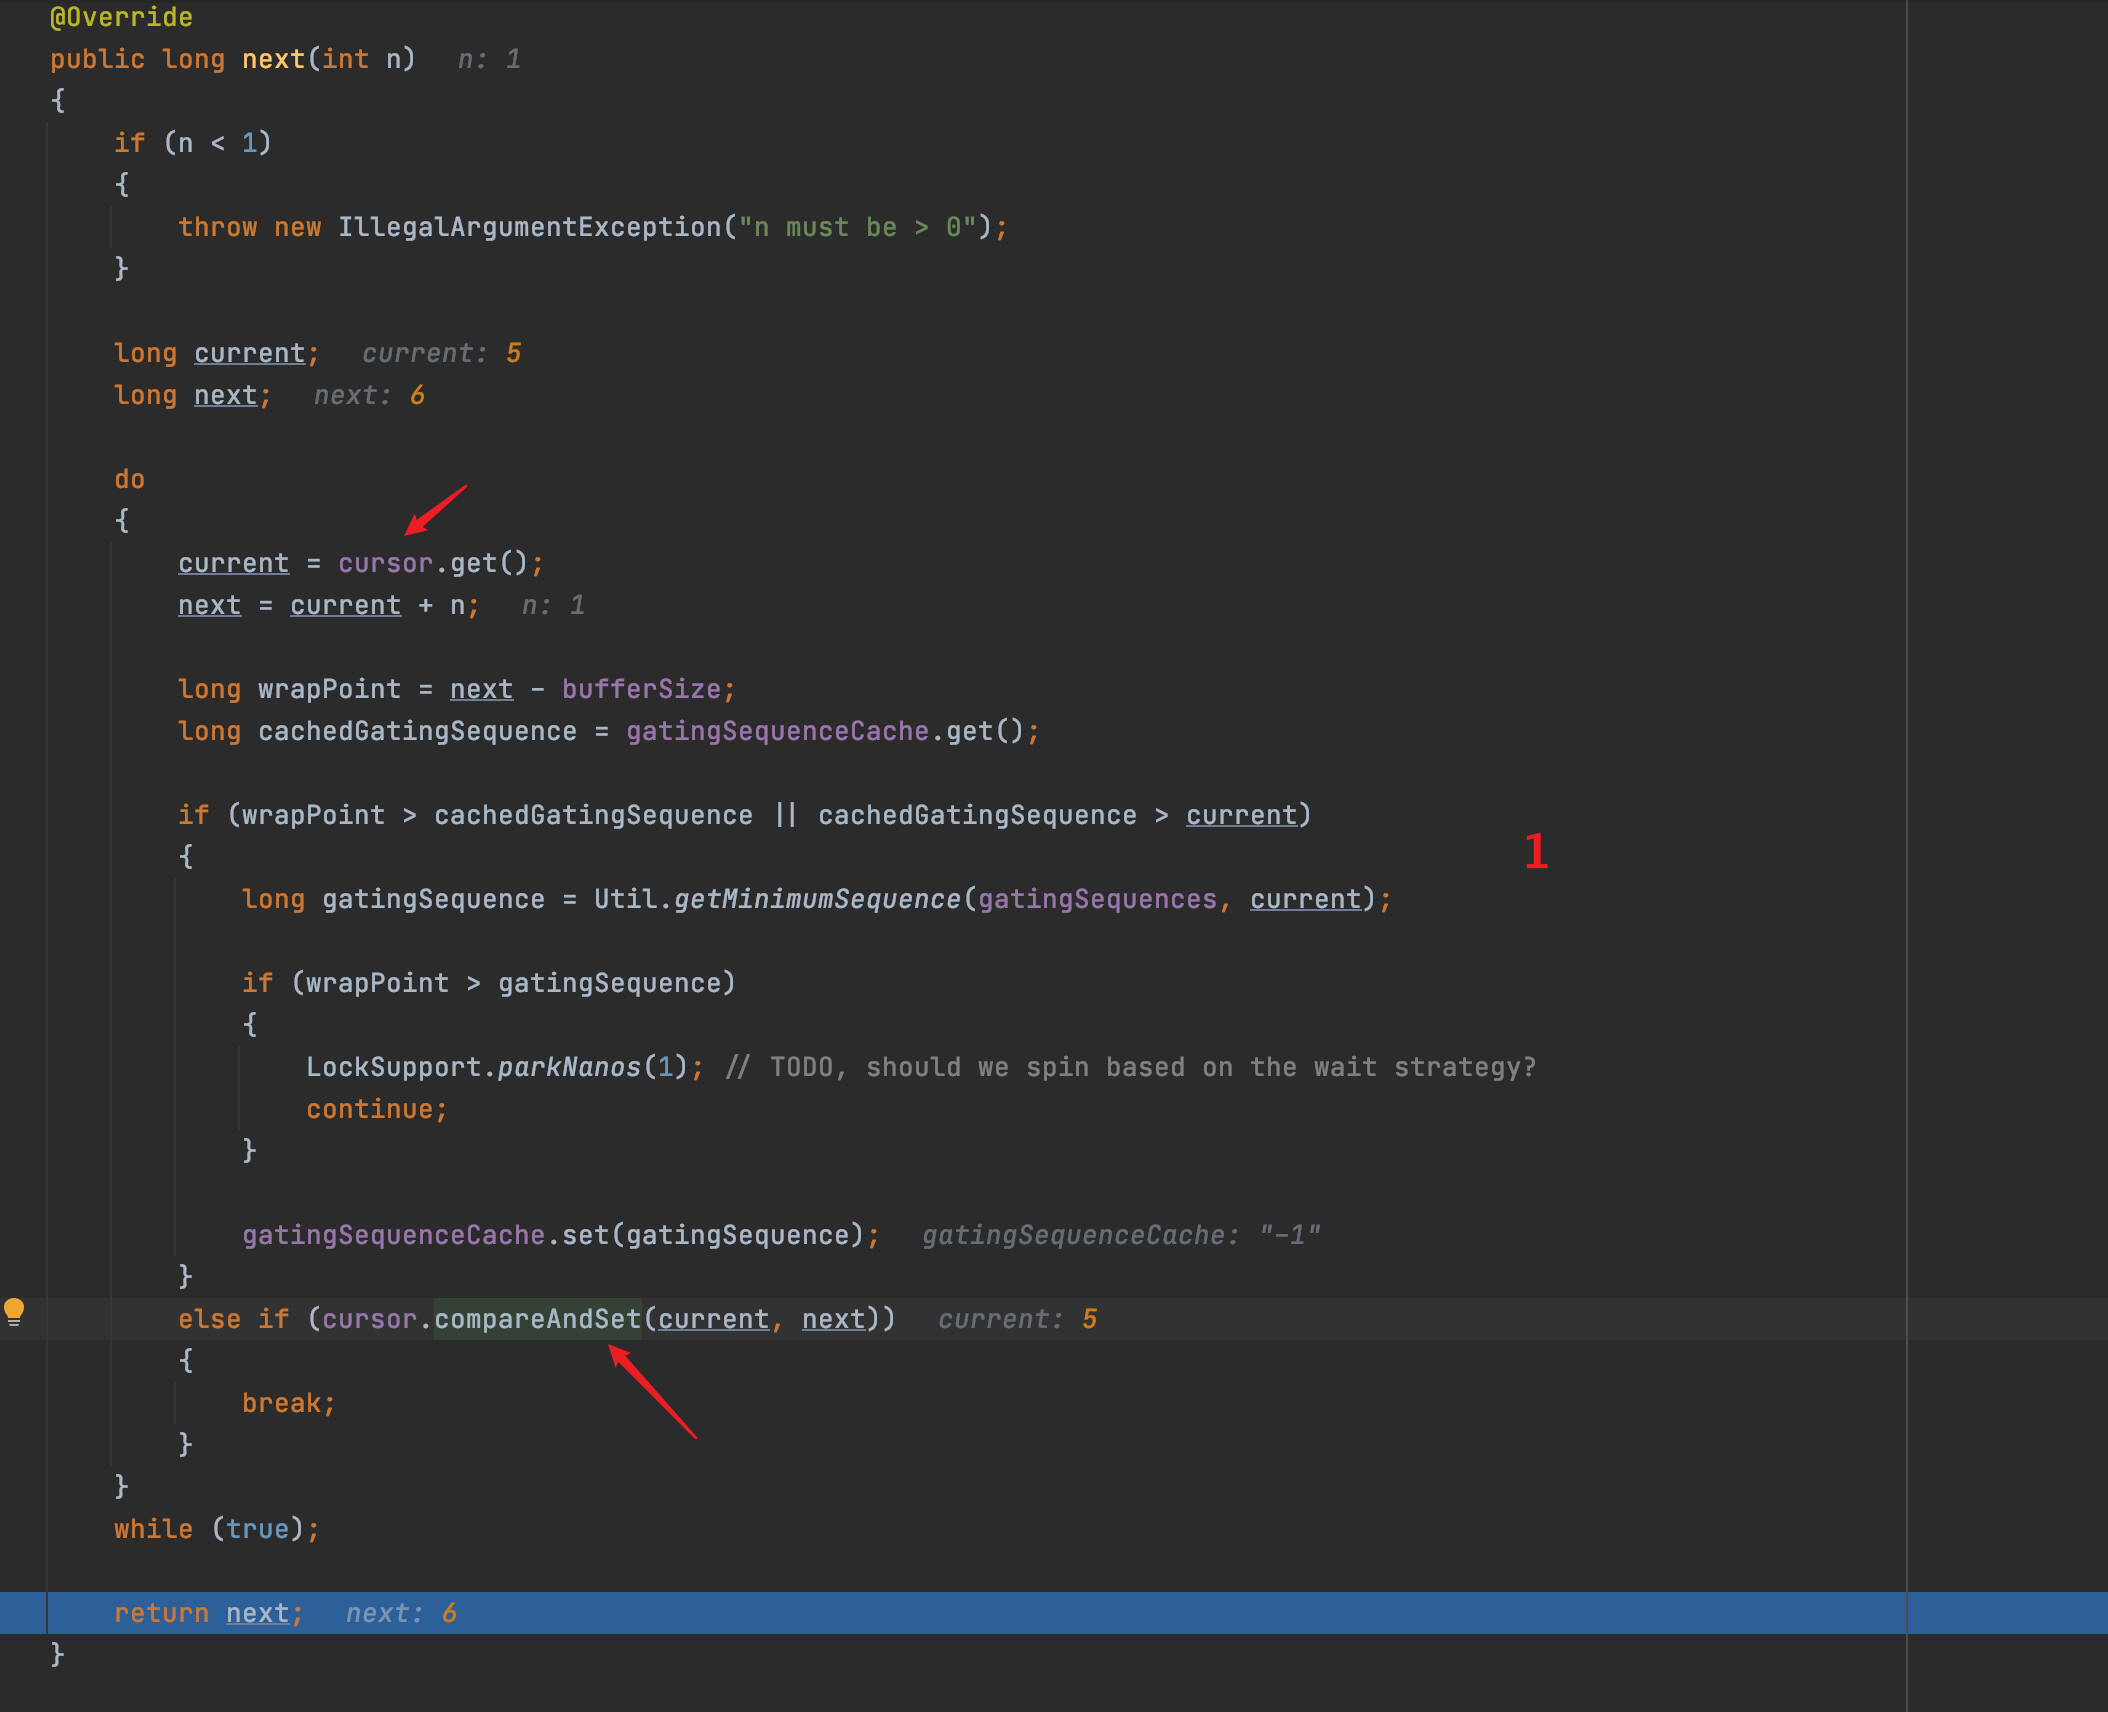 @Override
public long next(int n)   n: 1
{
    if (n < 1)
    {
        throw new IllegalArgumentException("n must be > 0");
    }

    long current;   current: 5
    long next;   next: 6

    do
    {
        current = cursor.get();
        next = current + n;   n: 1

        long wrapPoint = next - bufferSize;
        long cachedGatingSequence = gatingSequenceCache.get();

        if (wrapPoint > cachedGatingSequence || cachedGatingSequence > current)
        {
1
            long gatingSequence = Util.getMinimumSequence(gatingSequences, current);

            if (wrapPoint > gatingSequence)
            {
                LockSupport.parkNanos(1); // TODO, should we spin based on the wait strategy?
                continue;
            }

            gatingSequenceCache.set(gatingSequence);   gatingSequenceCache: "-1"
        }
        else if (cursor.compareAndSet(current, next))   current: 5
        {
            break;
        }
    }
    while (true);

    return next;   next: 6
}